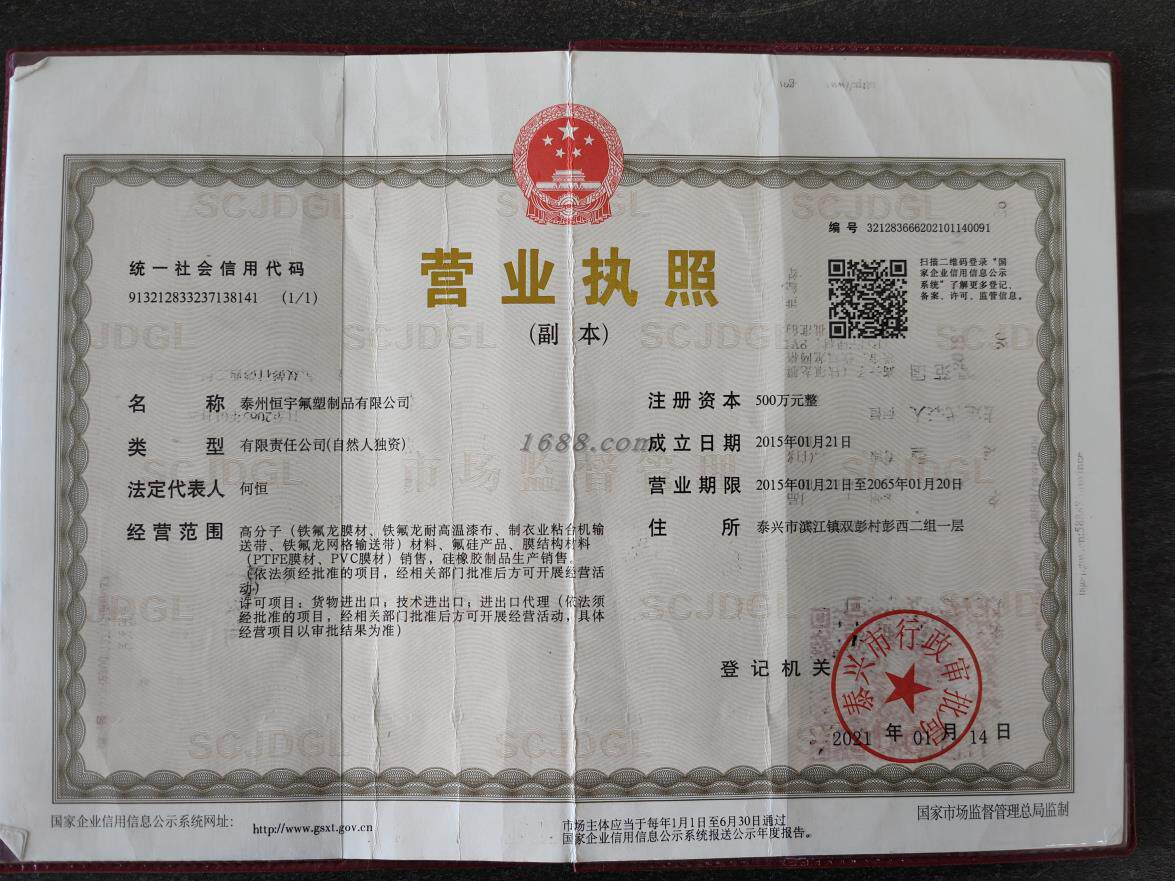 编号 321283666202101140091
统一社会信用代码
913212833237138141 (1/1)
营业执照
(副本)
扫描二维码登录“国
家企业信用信息公示
系统”了解更多登记、
备案、许可、监管信息。
名称 泰州恒宇氟塑制品有限公司
类型 有限责任公司(自然人独资)
法定代表人 何恒
经营范围 高分子（铁氟龙膜材、铁氟龙耐高温漆布、制衣业粘合机输
送带、铁氟龙网格输送带）材料、氟硅产品、膜结构材料
（PTFE膜材、PVC膜材）销售，硅橡胶制品生产销售。
（依法须经批准的项目，经相关部门批准后方可开展经营活
动）
许可项目：货物进出口；技术进出口；进出口代理（依法须
经批准的项目，经相关部门批准后方可开展经营活动，具体
经营项目以审批结果为准）
注册资本 500万元整
成立日期 2015年01月21日
营业期限 2015年01月21日至2065年01月20日
住所 泰兴市滨江镇双彭村彭西二组一层
1688.com
登记机关
泰兴市行政审批局
2021年01月14日
国家企业信用信息公示系统网址：
http://www.gsxt.gov.cn
市场主体应当于每年1月1日至6月30日通过
国家企业信用信息公示系统报送公示年度报告。
国家市场监督管理总局监制